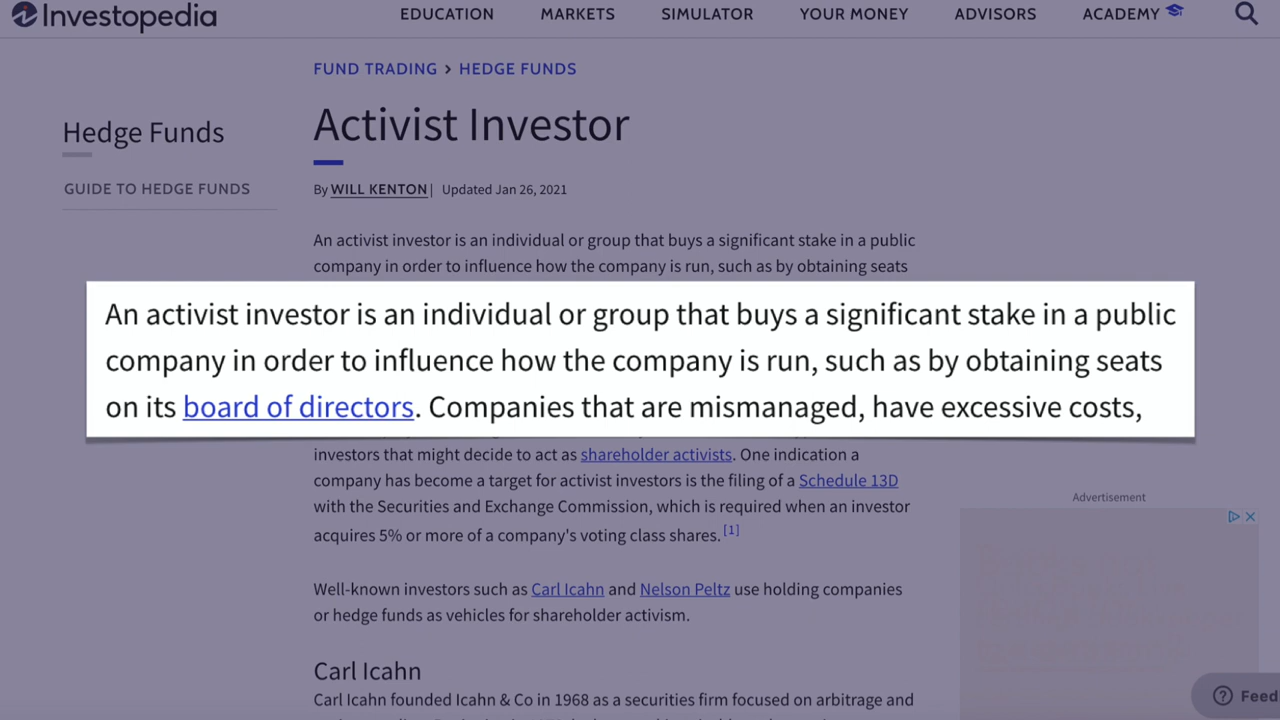 Investopedia
EDUCATION MARKETS SIMULATOR YOUR MONEY ADVISORS ACADEMY
FUND TRADING > HEDGE FUNDS
Hedge Funds
GUIDE TO HEDGE FUNDS
Activist Investor
By WILL KENTON | Updated Jan 26, 2021
An activist investor is an individual or group that buys a significant stake in a public
company in order to influence how the company is run, such as by obtaining seats
An activist investor is an individual or group that buys a significant stake in a public
company in order to influence how the company is run, such as by obtaining seats
on its board of directors. Companies that are mismanaged, have excessive costs,
investors that might decide to act as shareholder activists. One indication a
company has become a target for activist investors is the filing of a Schedule 13D
with the Securities and Exchange Commission, which is required when an investor
acquires 5% or more of a company's voting class shares. [1]
Well-known investors such as Carl Icahn and Nelson Peltz use holding companies
or hedge funds as vehicles for shareholder activism.
Carl Icahn
Carl Icahn founded Icahn & Co in 1968 as a securities firm focused on arbitrage and
Advertisement
Feed